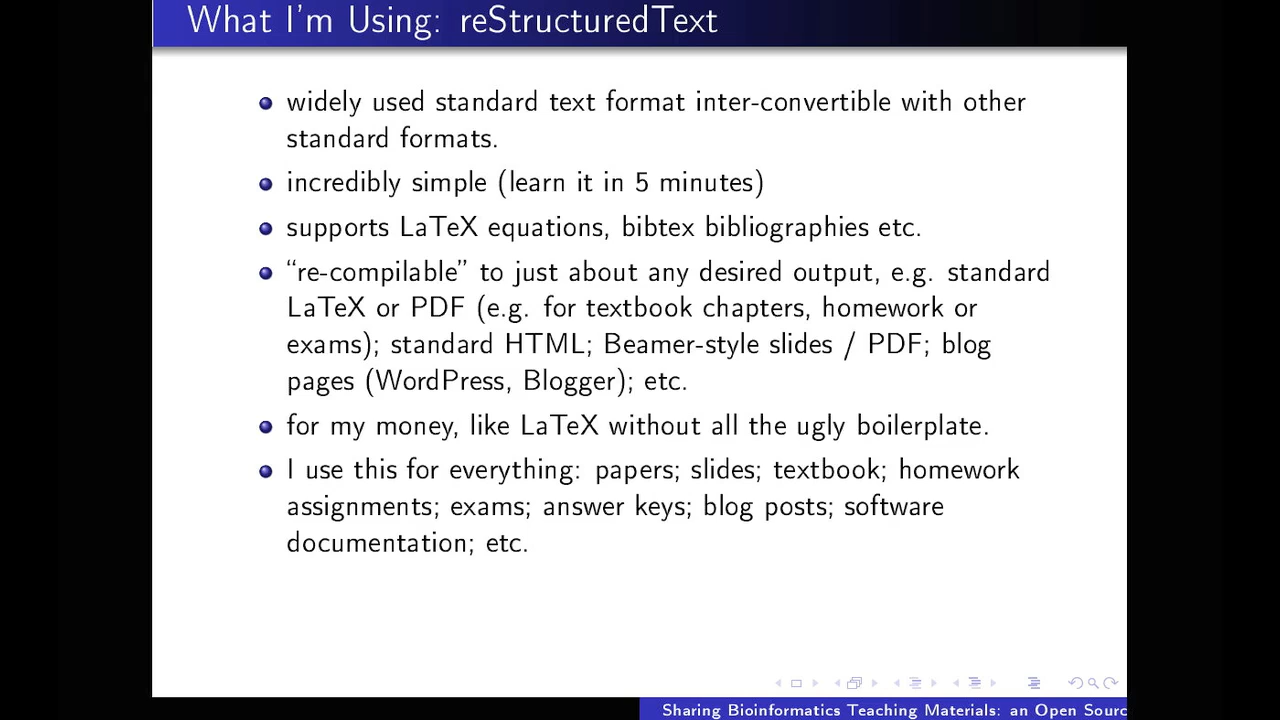 What I'm Using: reStructuredText
widely used standard text format inter-convertible with other
standard formats.
incredibly simple (learn it in 5 minutes)
supports LaTeX equations, bibtex bibliographies etc.
“re-compilable” to just about any desired output, e.g. standard
LaTeX or PDF (e.g. for textbook chapters, homework or
exams); standard HTML; Beamer-style slides / PDF; blog
pages (WordPress, Blogger); etc.
for my money, like LaTeX without all the ugly boilerplate.
I use this for everything: papers; slides; textbook; homework
assignments; exams; answer keys; blog posts; software
documentation; etc.
Sharing Bioinformatics Teaching Materials: an Open Sourc